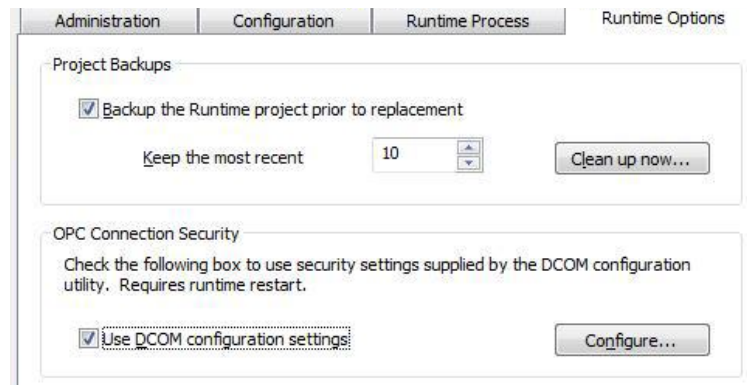 Administration Configuration Runtime Process Runtime Options
Project Backups
Backup the Runtime project prior to replacement
Keep the most recent 10 Clean up now...
OPC Connection Security
Check the following box to use security settings supplied by the DCOM configuration
utility. Requires runtime restart.
Use DCOM configuration settings Configure...